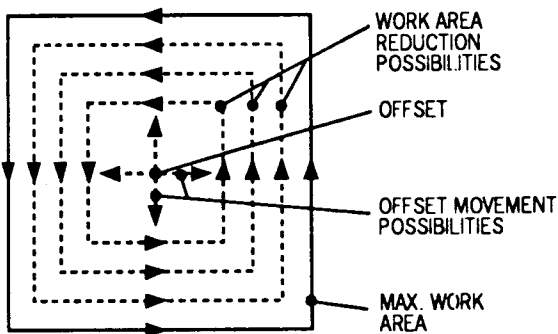 WORK AREA
REDUCTION
POSSIBILITIES
OFFSET
OFFSET MOVEMENT
POSSIBILITIES
MAX. WORK
AREA